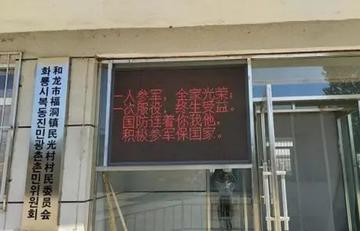 화룡시복동진민광촌촌민위원회
和龙市福洞镇民光村村民委员会
一人参军，全家光荣；
一次服役，终生受益。
国防连着你我他，
积极参军保国家。